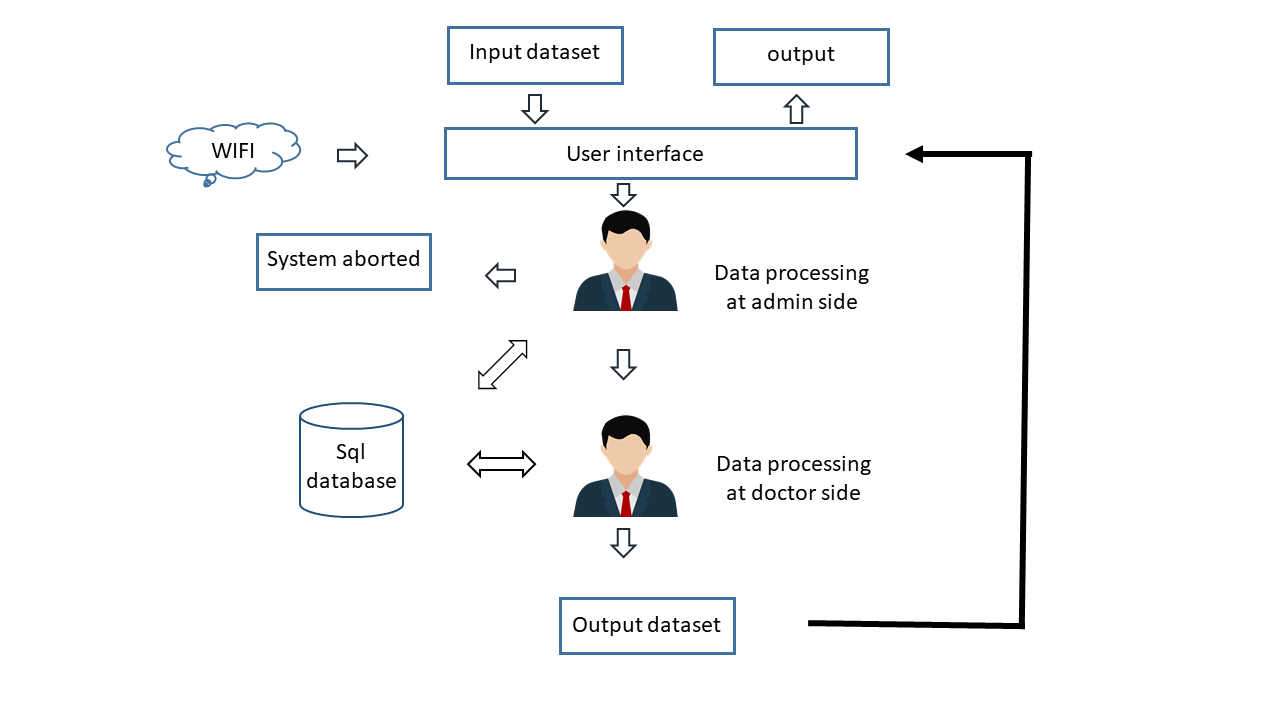 Input dataset
output
WIFI
User interface
System aborted
Data processing
at admin side
Sql
database
Data processing
at doctor side
Output dataset